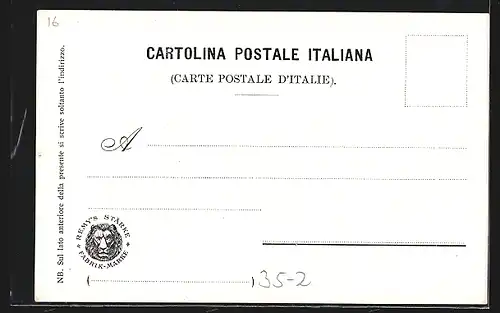 16
CARTOLINA POSTALE ITALIANA
(CARTE POSTALE D'ITALIE).
NB. Sul lato anteriore della presente si scrive soltanto l'indirizzo.
A
REMY'S STÄRKE
FABRIK-MARKE
( )
35-2